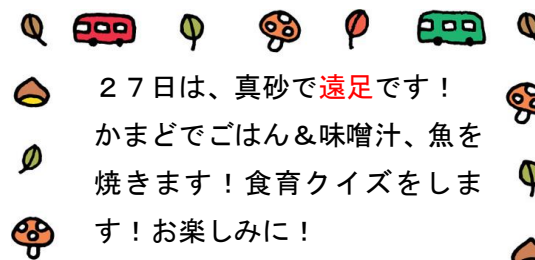 ２７日は、真砂で遠足です！
かまどでごはん＆味噌汁、魚を
焼きます！食育クイズをしま
す！お楽しみに！